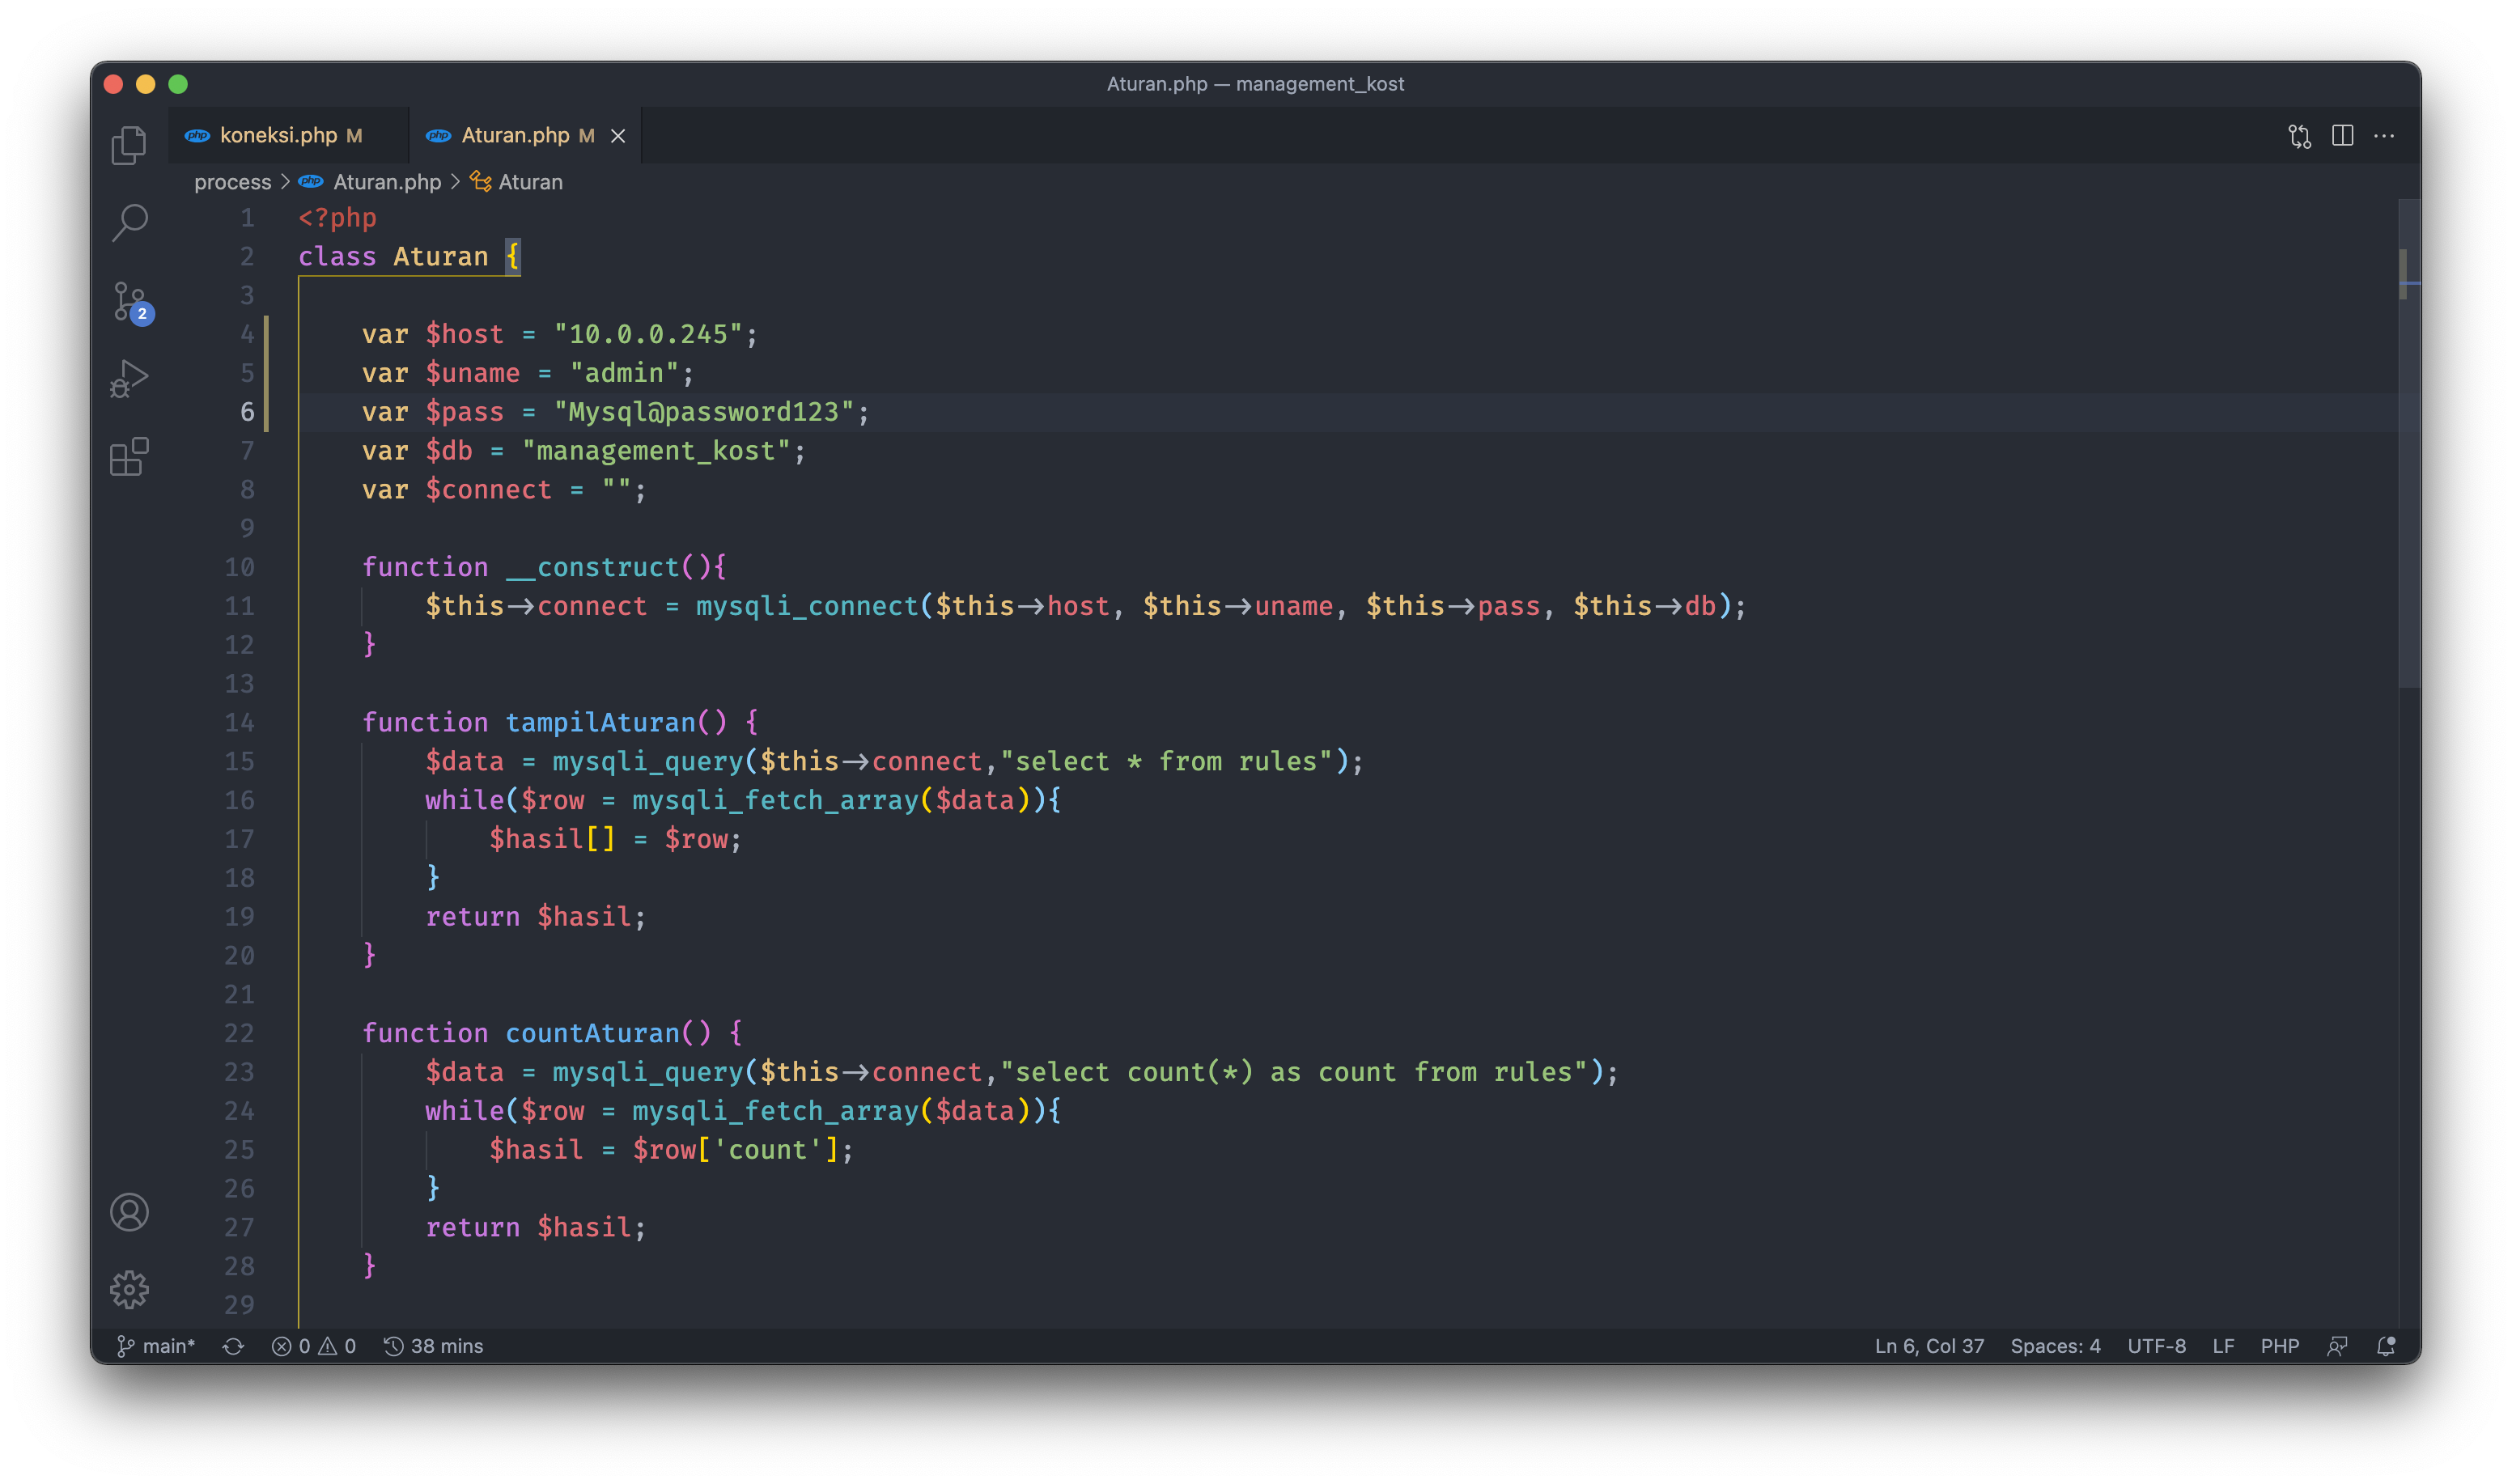 Aturan.php — management_kost
php koneksi.php M
php Aturan.php M
process > php Aturan.php > Aturan
1 <?php
2 class Aturan {
3
4 var $host = "10.0.0.245";
5 var $uname = "admin";
6 var $pass = "Mysql@password123";
7 var $db = "management_kost";
8 var $connect = "";
9
10 function __construct(){
11 $this->connect = mysqli_connect($this->host, $this->uname, $this->pass, $this->db);
12 }
13
14 function tampilAturan() {
15 $data = mysqli_query($this->connect,"select * from rules");
16 while($row = mysqli_fetch_array($data)){
17 $hasil[] = $row;
18 }
19 return $hasil;
20 }
21
22 function countAturan() {
23 $data = mysqli_query($this->connect,"select count(*) as count from rules");
24 while($row = mysqli_fetch_array($data)){
25 $hasil = $row['count'];
26 }
27 return $hasil;
28 }
29
2
main* 0 0 38 mins Ln 6, Col 37 Spaces: 4 UTF-8 LF PHP